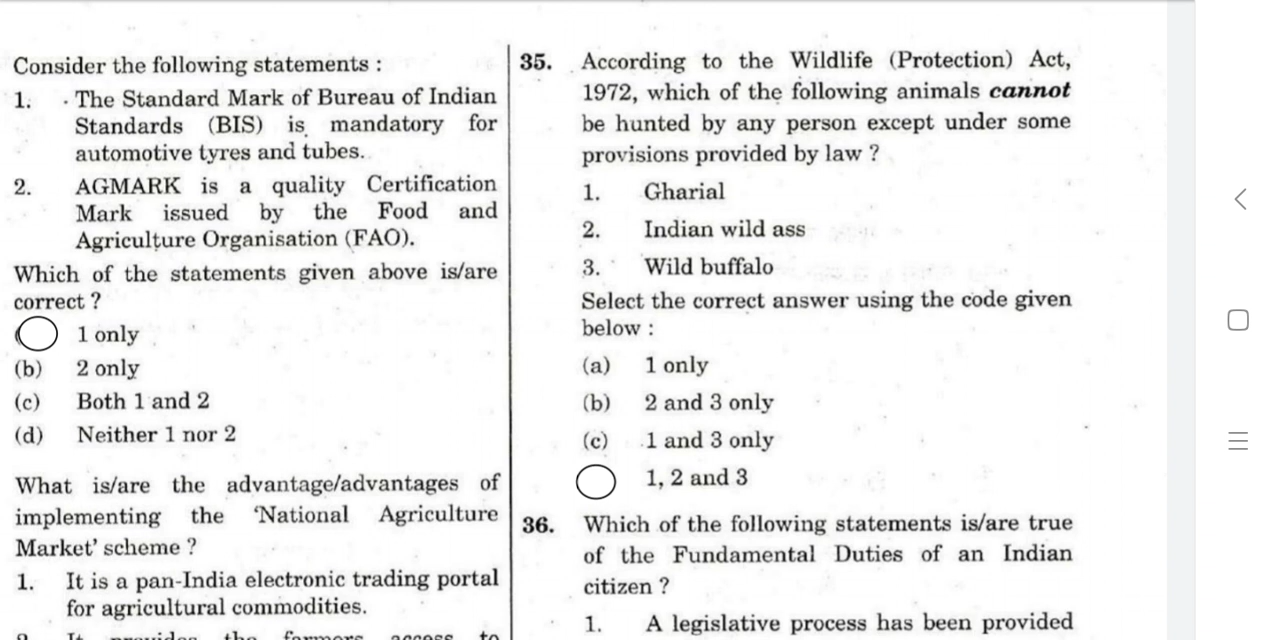 Consider the following statements :
1. The Standard Mark of Bureau of Indian
Standards (BIS) is mandatory for
automotive tyres and tubes.
2. AGMARK is a quality Certification
Mark issued by the Food and
Agriculture Organisation (FAO).
Which of the statements given above is/are
correct ?
1 only
(b) 2 only
(c) Both 1 and 2
(d) Neither 1 nor 2
What is/are the advantage/advantages of
implementing the ‘National Agriculture
Market’ scheme ?
1. It is a pan-India electronic trading portal
for agricultural commodities.
2. It provides the farmers access to
35. According to the Wildlife (Protection) Act,
1972, which of the following animals cannot
be hunted by any person except under some
provisions provided by law ?
1. Gharial
2. Indian wild ass
3. Wild buffalo
Select the correct answer using the code given
below :
(a) 1 only
(b) 2 and 3 only
(c) 1 and 3 only
1, 2 and 3
36. Which of the following statements is/are true
of the Fundamental Duties of an Indian
citizen ?
1. A legislative process has been provided